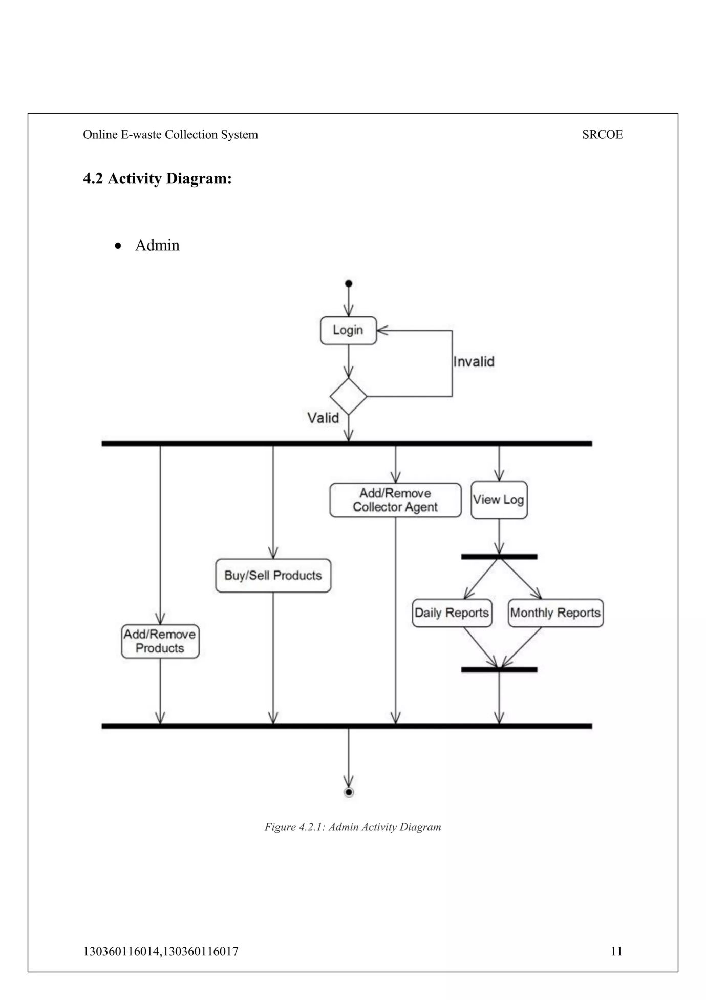 Online E-waste Collection System SRCOE
4.2 Activity Diagram:
• Admin
Login
Invalid
Valid
Add/Remove
Collector Agent
View Log
Buy/Sell Products
Daily Reports
Monthly Reports
Add/Remove
Products
Figure 4.2.1: Admin Activity Diagram
130360116014,130360116017 11